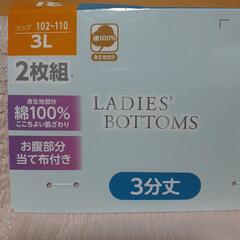 ヒップ 102~110
3L
2枚組
身生地部分
綿100%
ここちよい肌ざわり
お腹部分
当て布付き
綿100%
身生地部分
LADIES'
BOTTOMS
3分丈